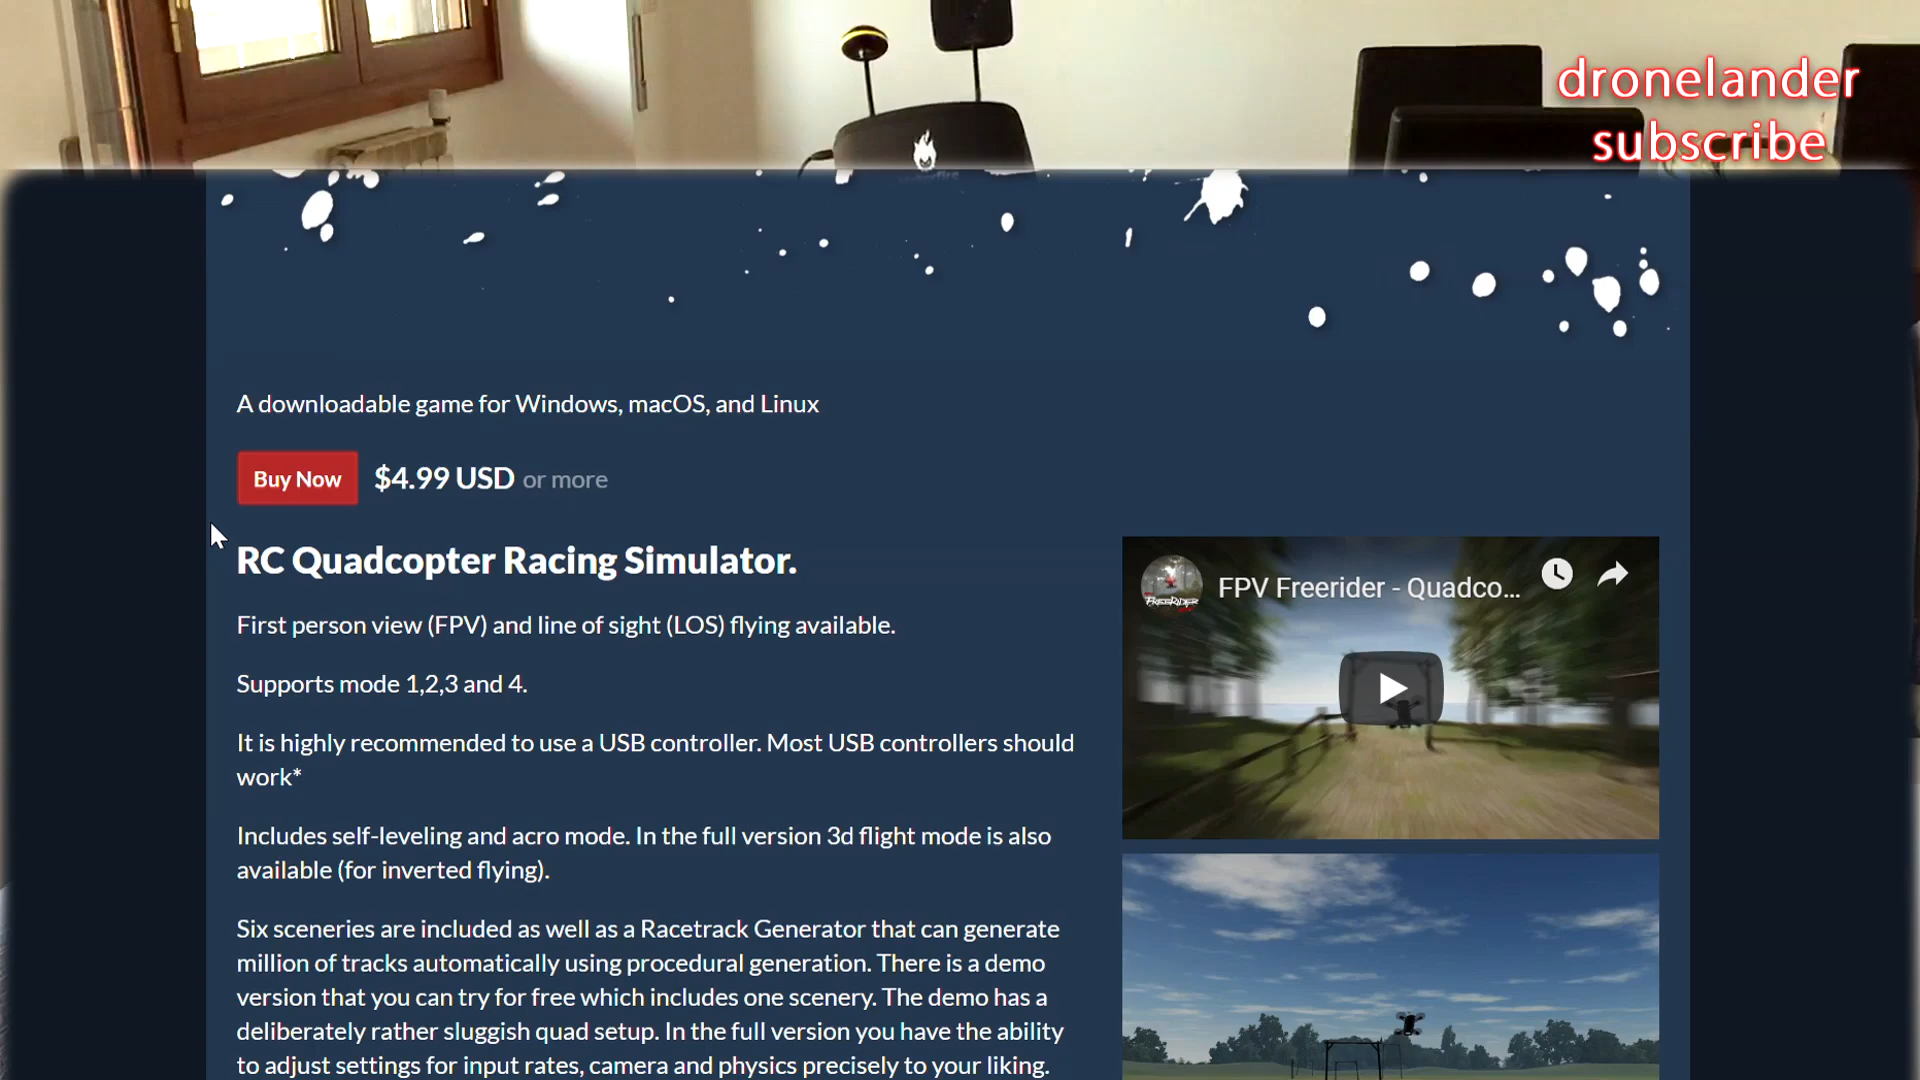 dronelander
subscribe
A downloadable game for Windows, macOS, and Linux
Buy Now $4.99 USD or more
RC Quadcopter Racing Simulator.
First person view (FPV) and line of sight (LOS) flying available.
Supports mode 1,2,3 and 4.
It is highly recommended to use a USB controller. Most USB controllers should
work*
Includes self-leveling and acro mode. In the full version 3d flight mode is also
available (for inverted flying).
Six sceneries are included as well as a Racetrack Generator that can generate
million of tracks automatically using procedural generation. There is a demo
version that you can try for free which includes one scenery. The demo has a
deliberately rather sluggish quad setup. In the full version you have the ability
to adjust settings for input rates, camera and physics precisely to your liking.
FPV Freerider - Quadco...
FREERIDER